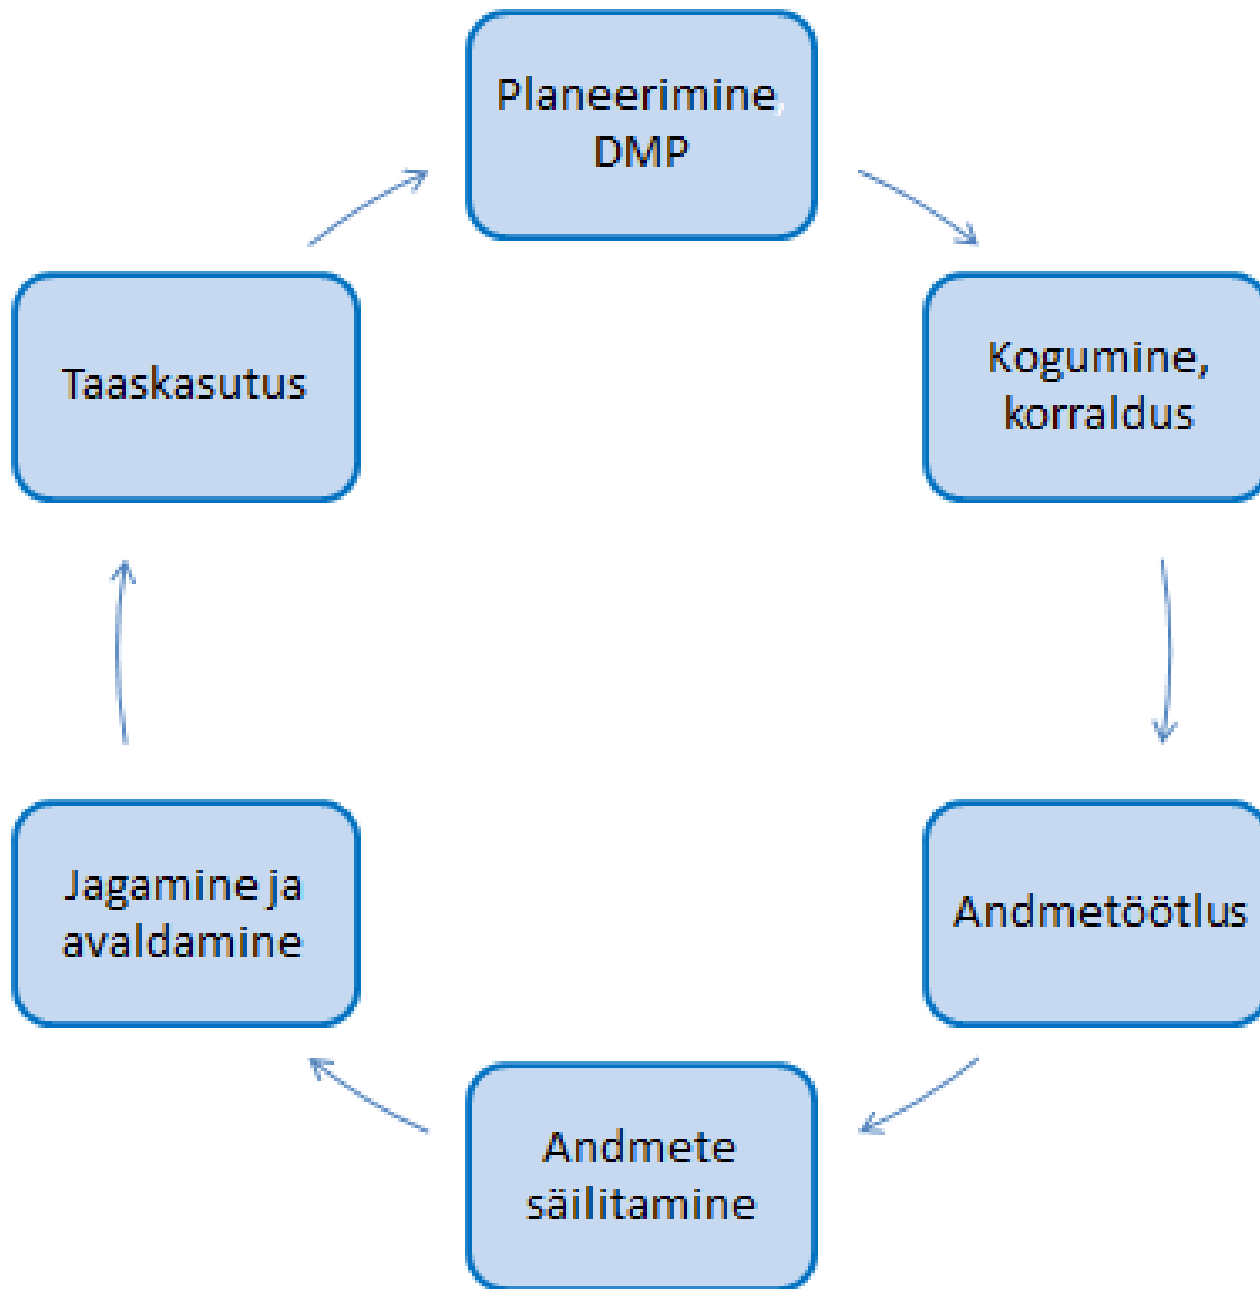 Planeerimine,
DMP
Kogumine,
korraldus
Andmetöötlus
Andmete
säilitamine
Jagamine ja
avaldamine
Taaskasutus